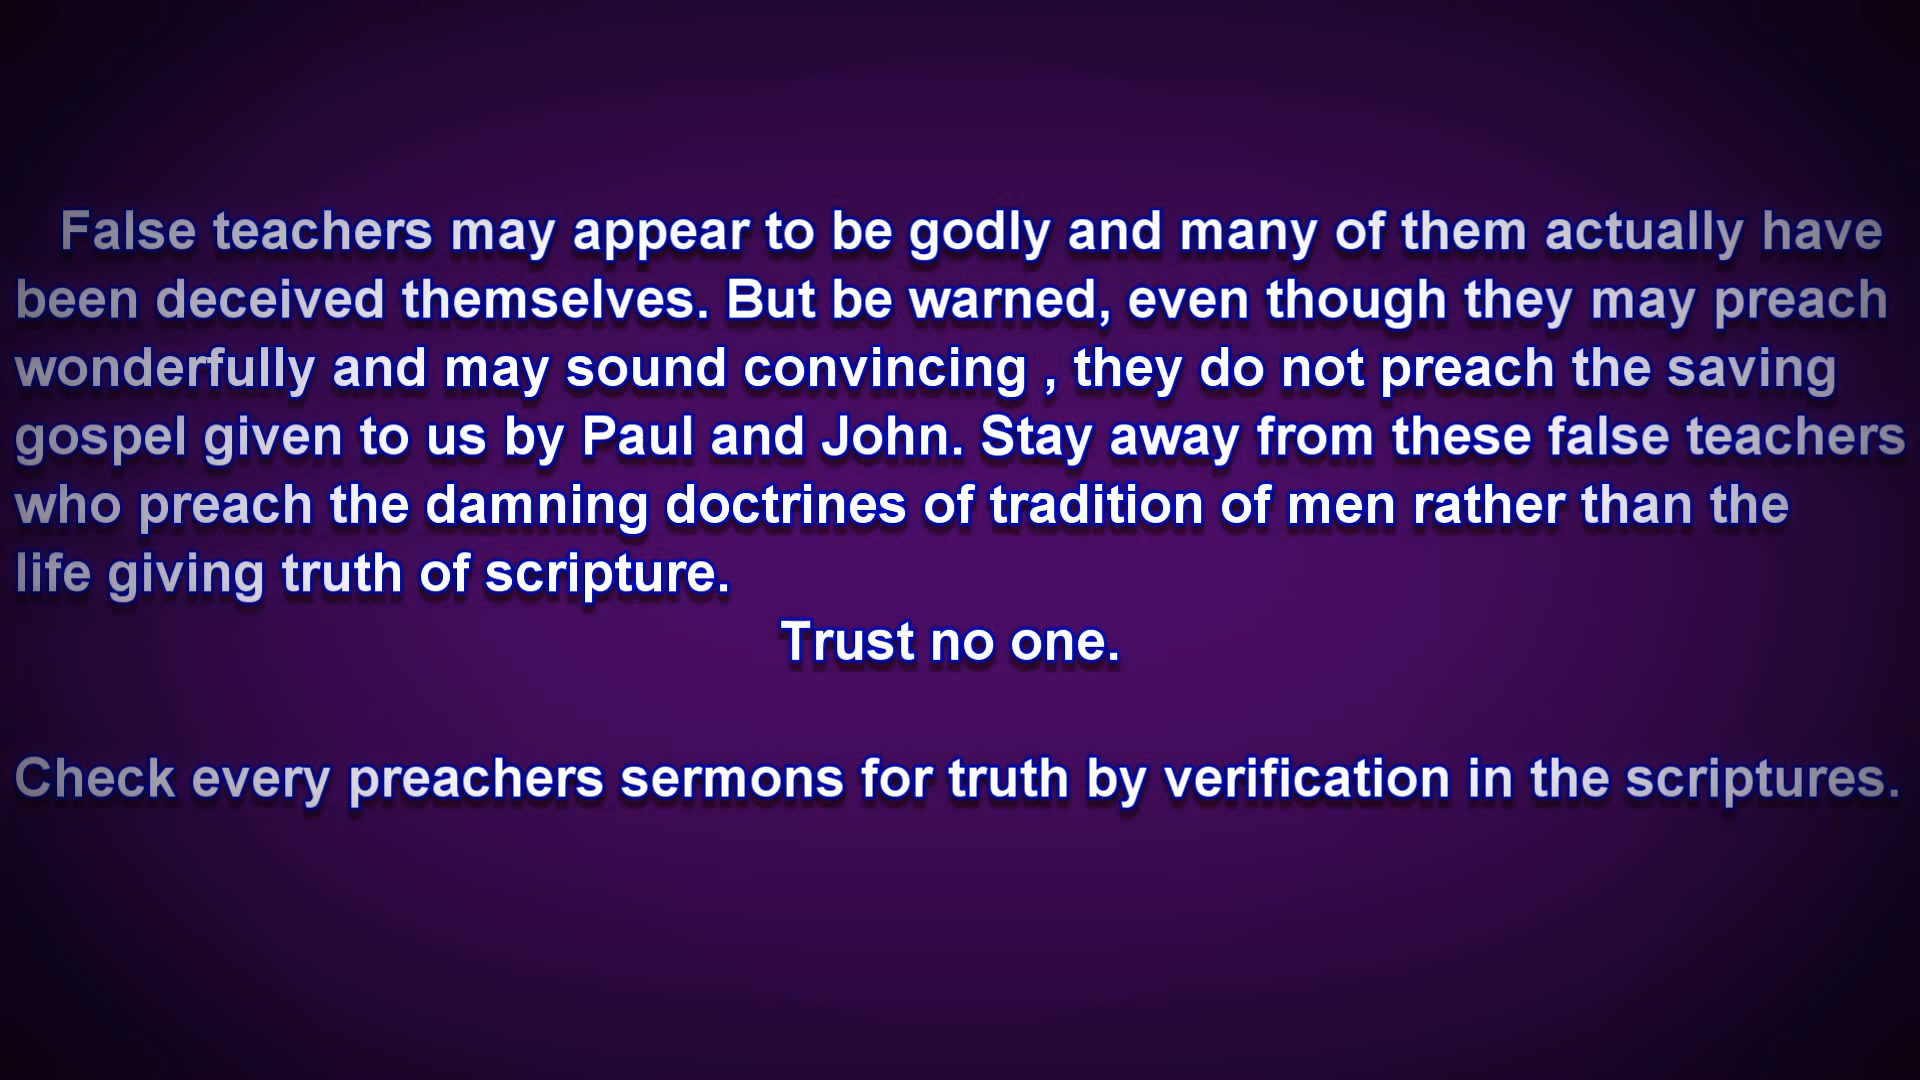 False teachers may appear to be godly and many of them actually have
been deceived themselves. But be warned, even though they may preach
wonderfully and may sound convincing , they do not preach the saving
gospel given to us by Paul and John. Stay away from these false teachers
who preach the damning doctrines of tradition of men rather than the
life giving truth of scripture.
Trust no one.
Check every preachers sermons for truth by verification in the scriptures.